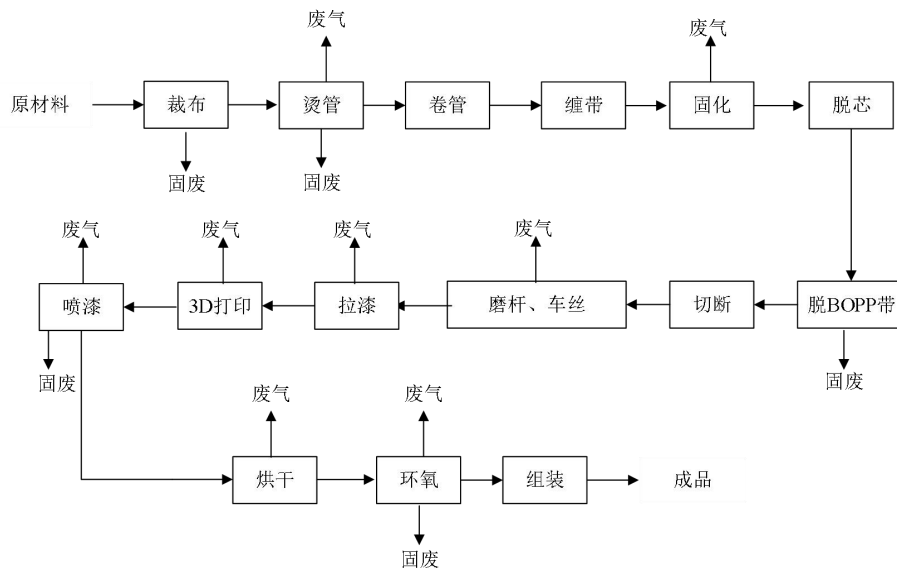 废气
废气
原材料
裁布
烫管
卷管
缠带
固化
脱芯
固废
固废
废气
废气
废气
废气
喷漆
3D打印
拉漆
磨杆、车丝
切断
脱BOPP带
固废
固废
废气
废气
烘干
环氧
组装
成品
固废